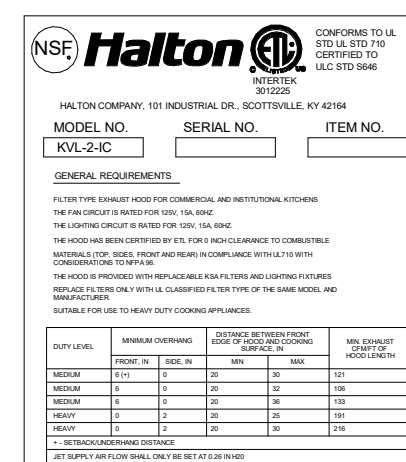 NSF
Halton
ETL
C LISTED US
INTERTEK
3012225
CONFORMS TO UL
STD UL STD 710
CERTIFIED TO
ULC STD S646
HALTON COMPANY, 101 INDUSTRIAL DR., SCOTTSVILLE, KY 42164
MODEL NO. SERIAL NO. ITEM NO.
KVL-2-IC
GENERAL REQUIREMENTS
FILTER TYPE EXHAUST HOOD FOR COMMERCIAL AND INSTITUTIONAL KITCHENS
THE FAN CIRCUIT IS RATED FOR 125V, 15A, 60HZ.
THE LIGHTING CIRCUIT IS RATED FOR 125V, 15A, 60HZ.
THE HOOD HAS BEEN CERTIFIED BY ETL FOR 0 INCH CLEARANCE TO COMBUSTIBLE
MATERIALS (TOP, SIDES, FRONT AND REAR) IN COMPLIANCE WITH UL710 WITH
CONSIDERATIONS TO NFPA 96.
THE HOOD IS PROVIDED WITH REPLACEABLE KSA FILTERS AND LIGHTING FIXTURES
REPLACE FILTERS ONLY WITH UL CLASSIFIED FILTER TYPE OF THE SAME MODEL AND
MANUFACTURER.
SUITABLE FOR USE TO HEAVY DUTY COOKING APPLIANCES.
DUTY LEVEL MINIMUM OVERHANG DISTANCE BETWEEN FRONT EDGE OF HOOD AND COOKING SURFACE, IN MIN. EXHAUST CFM/FT OF HOOD LENGTH
FRONT, IN SIDE, IN MIN MAX
MEDIUM 6 (+) 0 20 30 121
MEDIUM 6 0 20 32 106
MEDIUM 6 0 20 36 133
HEAVY 0 2 20 25 191
HEAVY 0 2 20 30 216
+ - SETBACK/UNDERHANG DISTANCE
JET SUPPLY AIR FLOW SHALL ONLY BE SET AT 0.26 IN H20